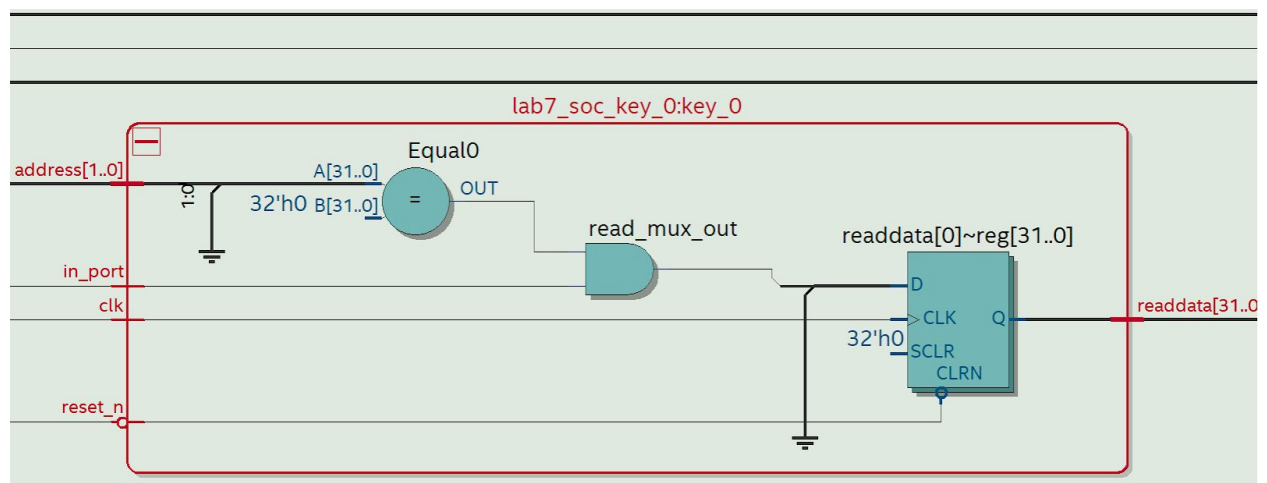 lab7_soc_key_0:key_0
Equal0
address[1..0]
1:0
A[31..0]
32'h0 B[31..0]
=
OUT
read_mux_out
readdata[0]~reg[31..0]
in_port
D
clk
32'h0
CLK
Q
readdata[31..0
SCLR
CLRN
reset_n